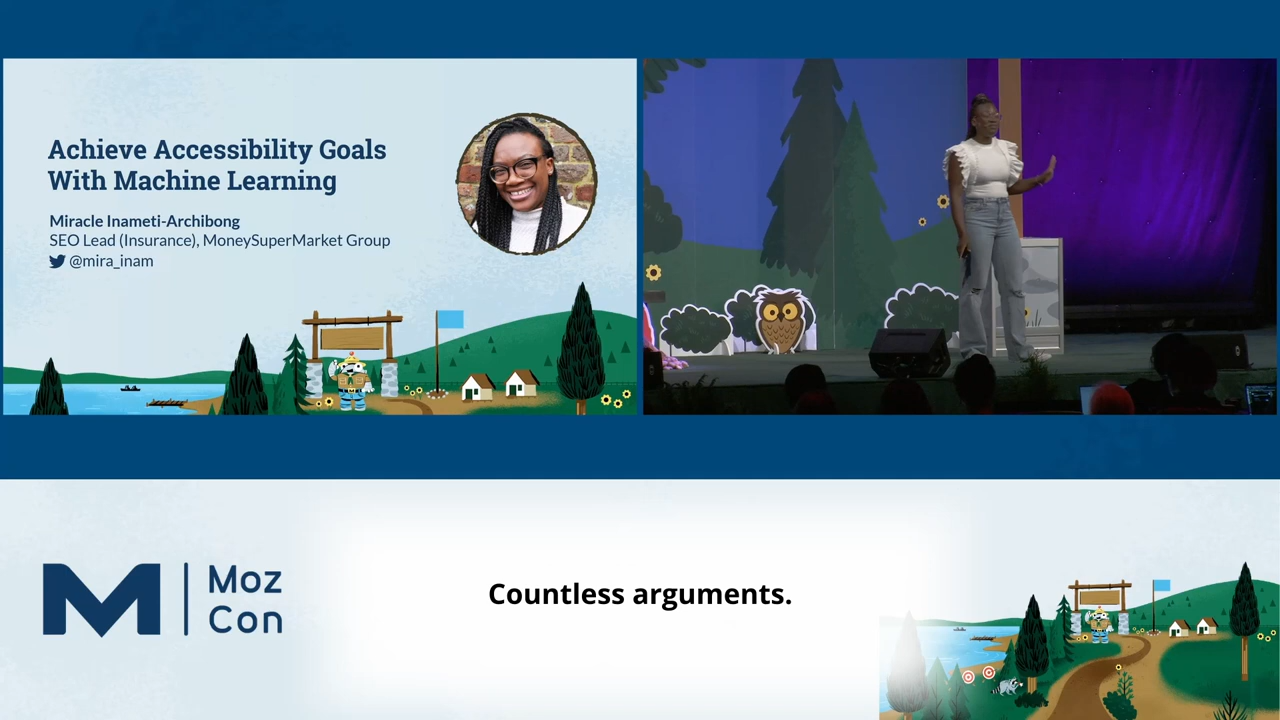 Achieve Accessibility Goals
With Machine Learning
Miracle Inameti-Archibong
SEO Lead (Insurance), MoneySuperMarket Group
@mira_inam
M
Moz
Con
Countless arguments.